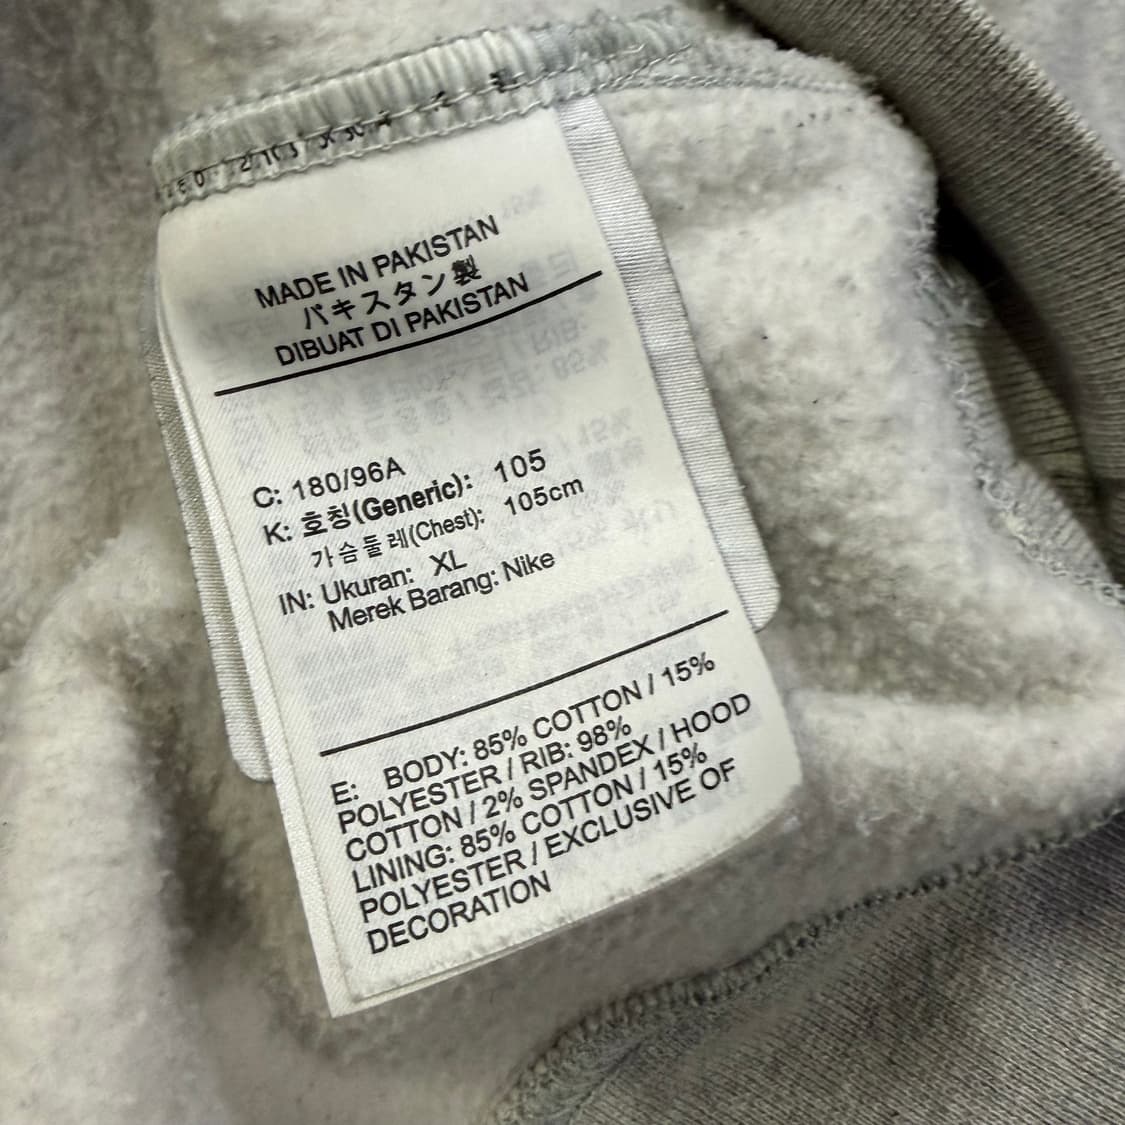 MADE IN PAKISTAN
パキスタン製
DIBUAT DI PAKISTAN
C: 180/96A
K: 호칭(Generic): 105
가슴둘레(Chest): 105cm
IN: Ukuran: XL
Merek Barang: Nike
E: BODY: 85% COTTON / 15%
POLYESTER / RIB: 98%
COTTON / 2% SPANDEX / HOOD
LINING: 85% COTTON / 15%
POLYESTER / EXCLUSIVE OF
DECORATION